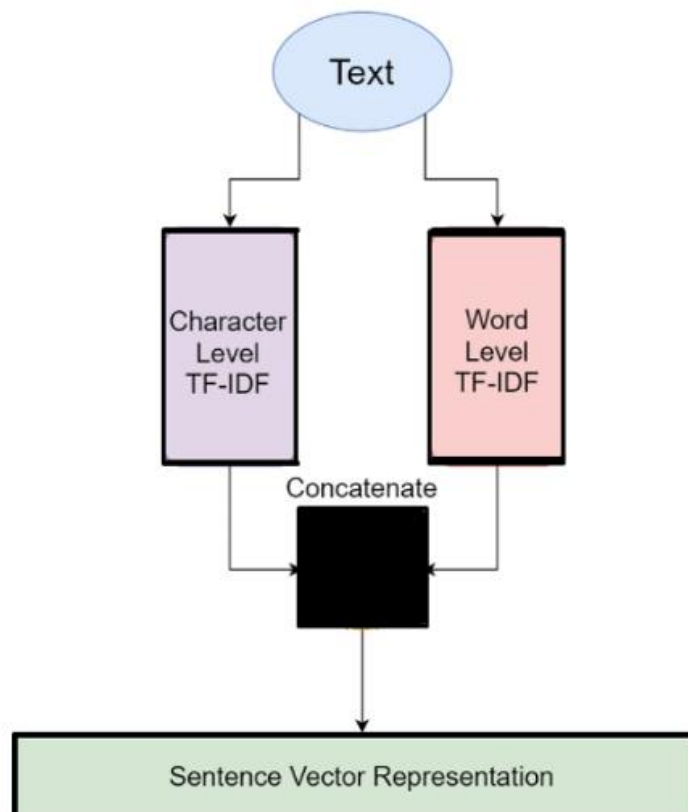 Text
Character
Level
TF-IDF
Word
Level
TF-IDF
Concatenate
Sentence Vector Representation